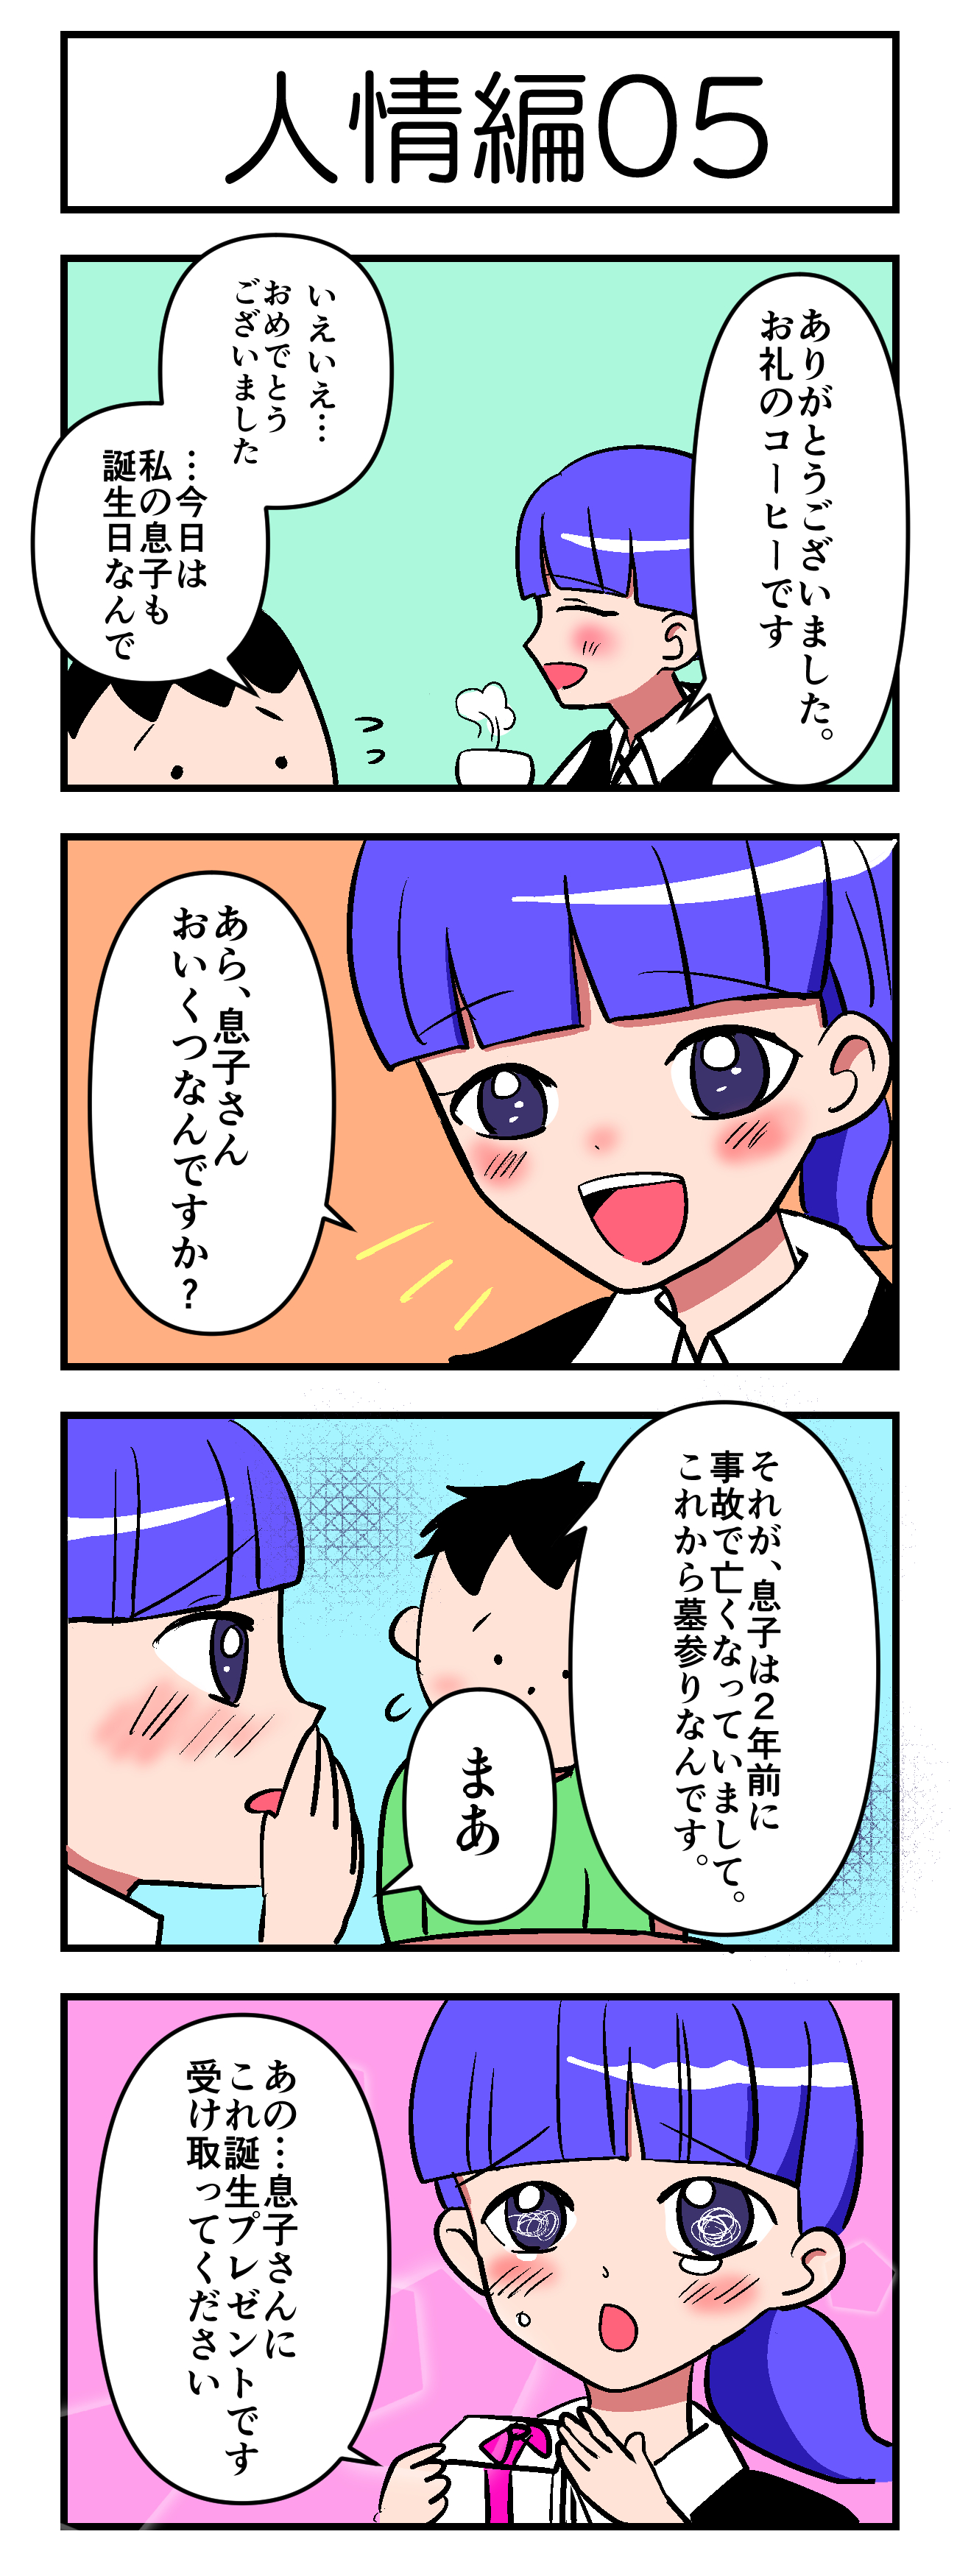 人情編05
ありがとうございました。
お礼のコーヒーです
いえいえ…
おめでとう
ございました
…今日は
私の息子も
誕生日なんで
あら、息子さん
おいくつなんですか?
それが、息子は2年前に
事故で亡くなっていまして。
これから墓参りなんです。
まあ
あの…息子さんに
これ誕生プレゼントです
受け取ってください